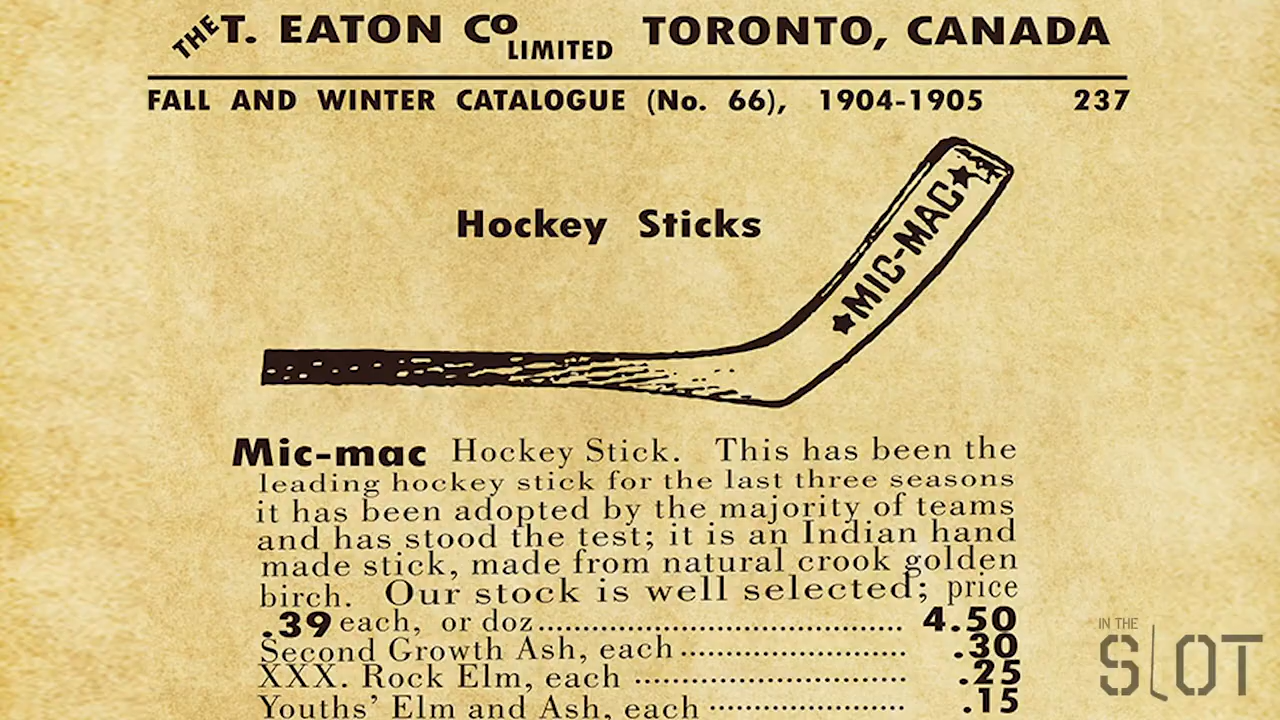 THE T. EATON CO LIMITED TORONTO, CANADA
FALL AND WINTER CATALOGUE (No. 66), 1904-1905 237
Hockey Sticks
★MIC-MAC★
Mic-mac Hockey Stick. This has been the
leading hockey stick for the last three seasons
it has been adopted by the majority of teams
and has stood the test; it is an Indian hand
made stick, made from natural crook golden
birch. Our stock is well selected; price
.39 each, or doz........................................ 4.50
Second Growth Ash, each......................... .30
XXX. Rock Elm, each .............................. .25
Youths' Elm and Ash, each ...................... .15
IN THE
SLOT